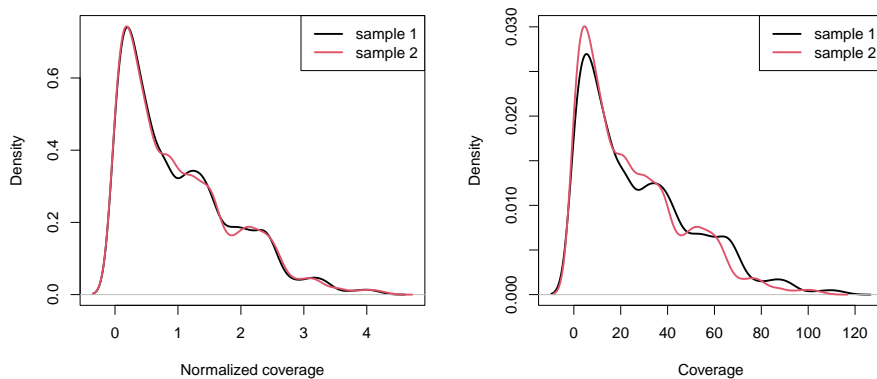 sample 1
sample 2
Density
0.0 0.2 0.4 0.6
0 1 2 3 4
Normalized coverage
sample 1
sample 2
Density
0.000 0.010 0.020 0.030
0 20 40 60 80 100 120
Coverage